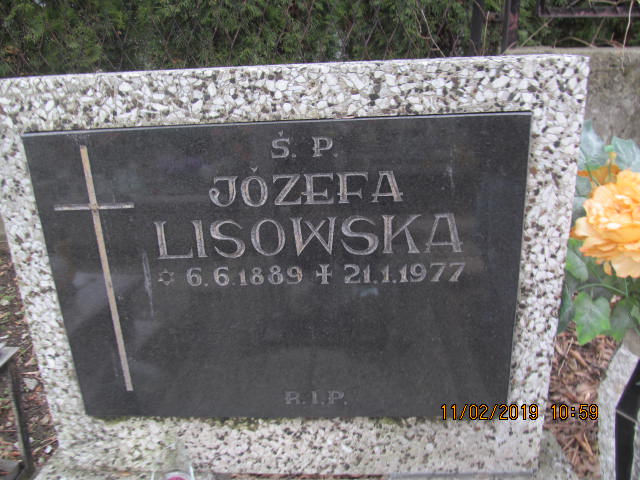 Ś. P.
JÓZEFA
LISOWSKA
✡ 6.6.1889 ✝ 21.1.1977
R.I.P.
11/02/2019 10:59